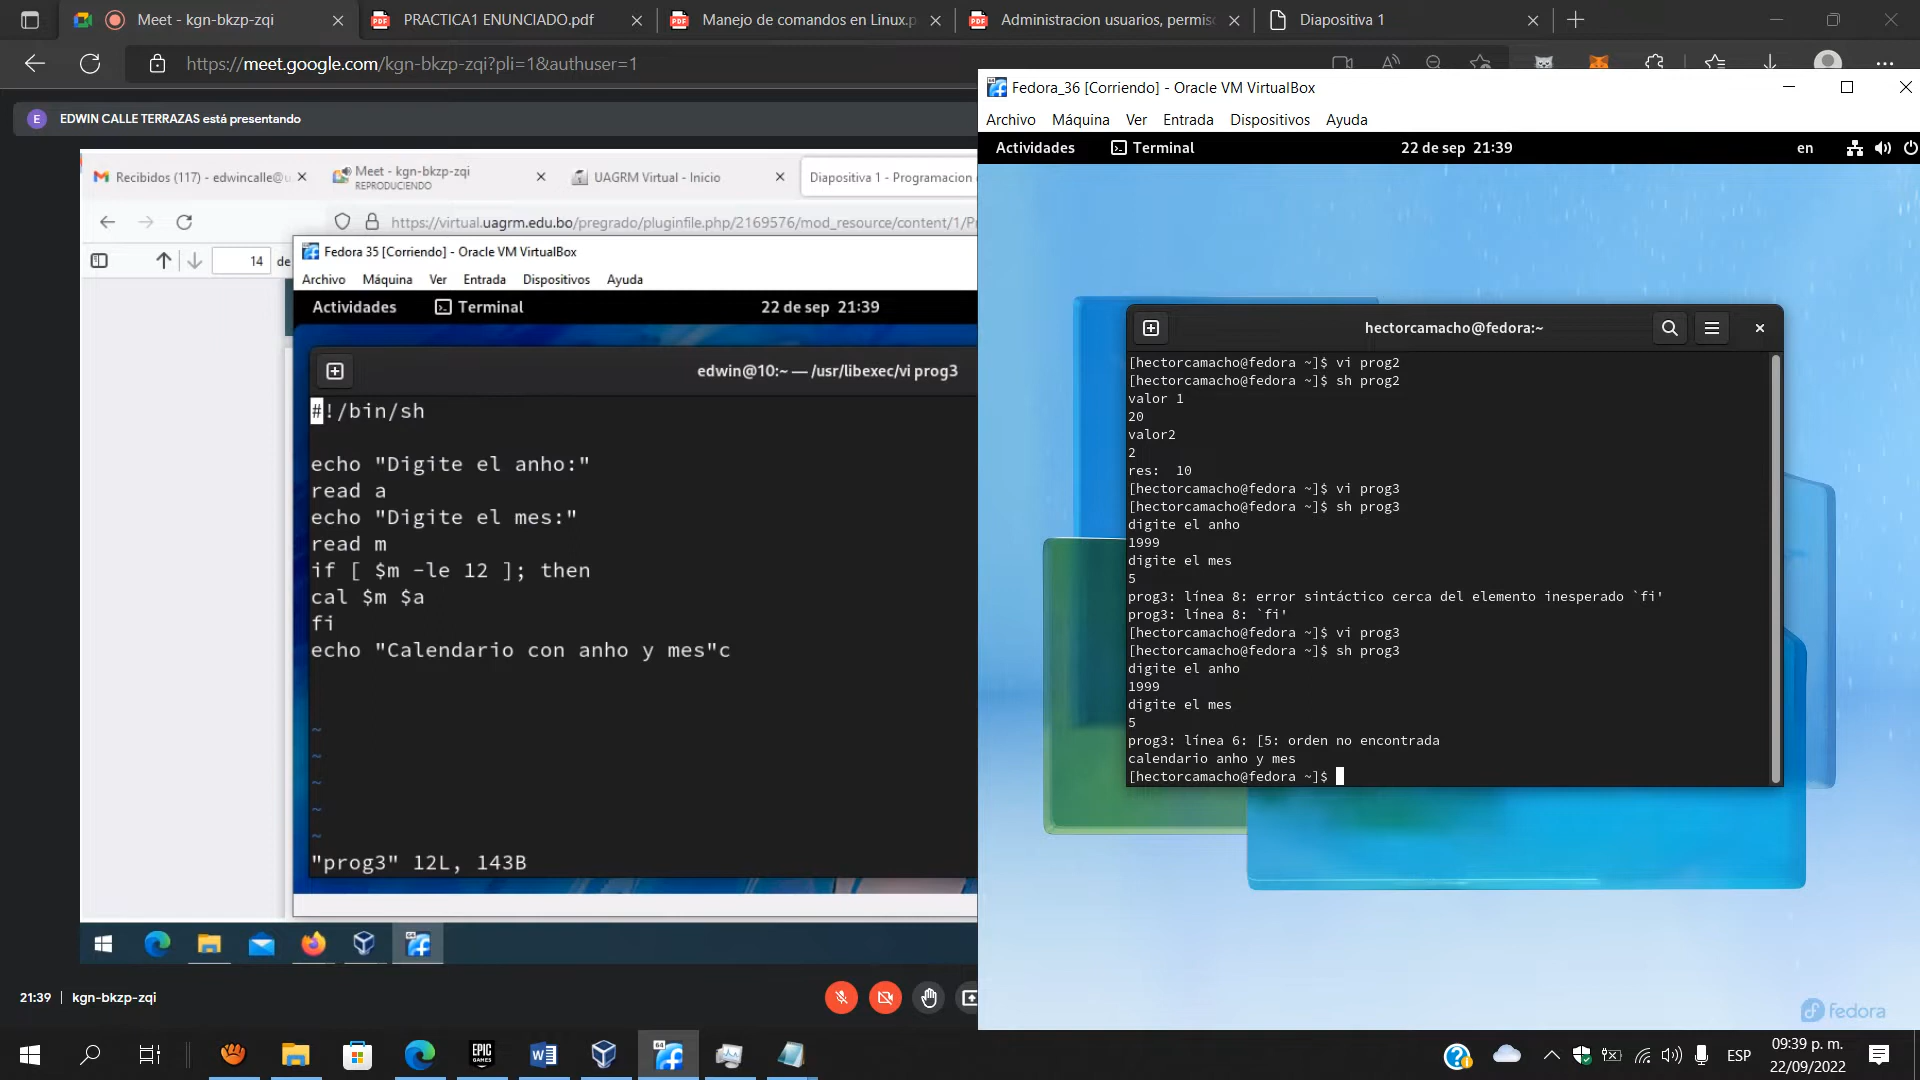 Meet - kgn-bkzp-zqi
PRACTICA1 ENUNCIADO.pdf
Manejo de comandos en Linux.p
Administracion usuarios, permiso
Diapositiva 1
https://meet.google.com/kgn-bkzp-zqi?pli=1&authuser=1
E
EDWIN CALLE TERRAZAS está presentando
Recibidos (117) - edwincalle@u
Meet - kgn-bkzp-zqi
REPRODUCIENDO
UAGRM Virtual - Inicio
Diapositiva 1 - Programacion
https://virtual.uagrm.edu.bo/pregrado/pluginfile.php/2169576/mod_resource/content/1/P
14
de
Fedora 35 [Corriendo] - Oracle VM VirtualBox
Archivo Máquina Ver Entrada Dispositivos Ayuda
Actividades
Terminal
22 de sep 21:39
edwin@10:~ — /usr/libexec/vi prog3
#!/bin/sh
echo "Digite el anho:"
read a
echo "Digite el mes:"
read m
if [ $m -le 12 ]; then
cal $m $a
fi
echo "Calendario con anho y mes"c
~
~
~
~
~
"prog3" 12L, 143B
21:39 | kgn-bkzp-zqi
Fedora_36 [Corriendo] - Oracle VM VirtualBox
Archivo Máquina Ver Entrada Dispositivos Ayuda
Actividades
Terminal
22 de sep 21:39
en
hectorcamacho@fedora:~
[hectorcamacho@fedora ~]$ vi prog2
[hectorcamacho@fedora ~]$ sh prog2
valor 1
20
valor2
2
res:  10
[hectorcamacho@fedora ~]$ vi prog3
[hectorcamacho@fedora ~]$ sh prog3
digite el anho
1999
digite el mes
5
prog3: línea 8: error sintáctico cerca del elemento inesperado `fi'
prog3: línea 8: `fi'
[hectorcamacho@fedora ~]$ vi prog3
[hectorcamacho@fedora ~]$ sh prog3
digite el anho
1999
digite el mes
5
prog3: línea 6: [5: orden no encontrada
calendario anho y mes
[hectorcamacho@fedora ~]$
fedora
EPIC GAMES
ESP
09:39 p. m.
22/09/2022